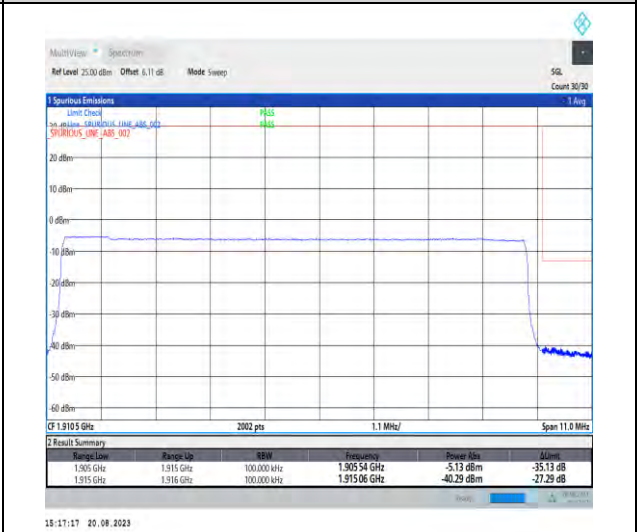 MultiView Spectrum
Ref Level 25.00 dBm Offset 6.11 dB Mode Sweep SGL
Count 30/30
1 Spurious Emissions 1 Avg
Limit Check PASS
Line SPURIOUS_LINE_ABS_002 PASS
SPURIOUS_LINE_ABS_002
20 dBm
10 dBm
0 dBm
-10 dBm
-20 dBm
-30 dBm
-40 dBm
-50 dBm
-60 dBm
CF 1.9105 GHz 2002 pts 1.1 MHz/ Span 11.0 MHz
2 Result Summary
Range Low Range Up RBW Frequency Power Abs ΔLimit
1.905 GHz 1.915 GHz 100.000 kHz 1.90554 GHz -5.13 dBm -35.13 dB
1.915 GHz 1.916 GHz 100.000 kHz 1.91506 GHz -40.29 dBm -27.29 dB
Ready
15:17:17 20.08.2023